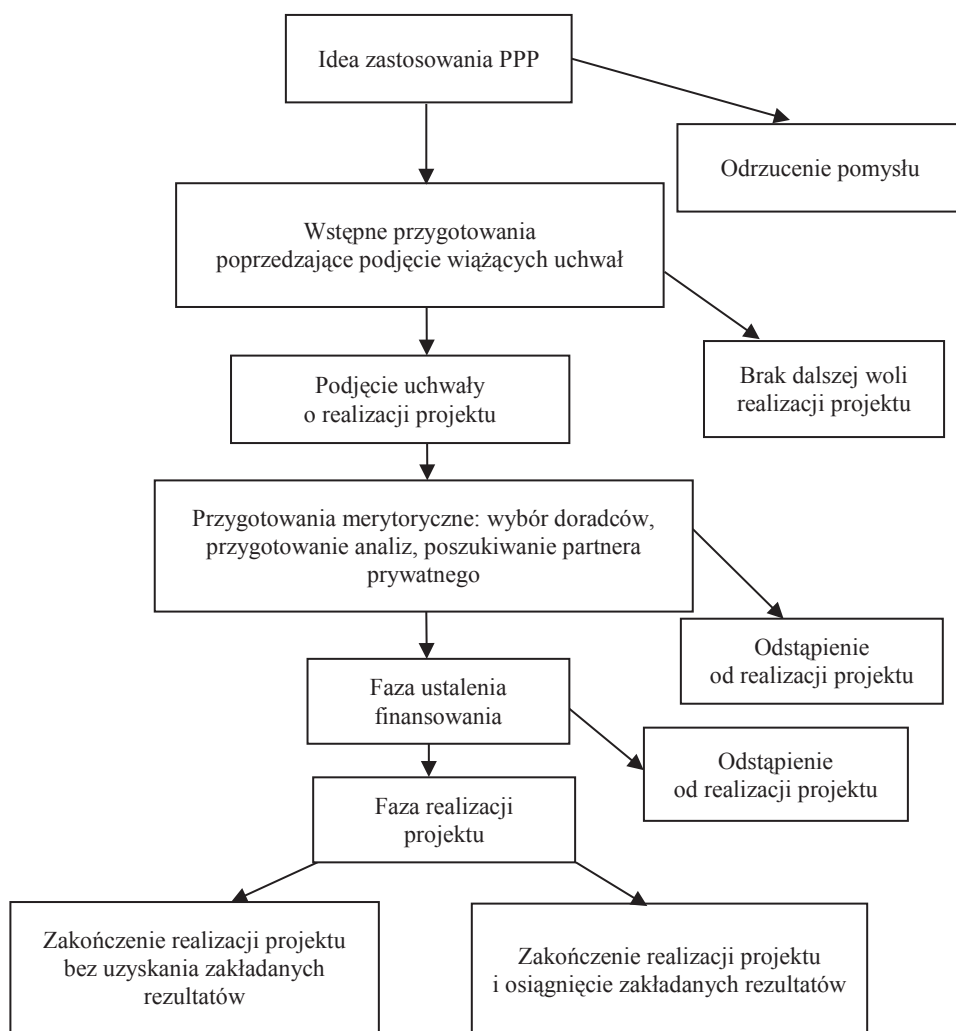 Idea zastosowania PPP
Odrzucenie pomysłu
Wstępne przygotowania
poprzedzające podjęcie wiążących uchwał
Brak dalszej woli
realizacji projektu
Podjęcie uchwały
o realizacji projektu
Przygotowania merytoryczne: wybór doradców,
przygotowanie analiz, poszukiwanie partnera
prywatnego
Odstąpienie
od realizacji projektu
Faza ustalenia
finansowania
Odstąpienie
od realizacji projektu
Faza realizacji
projektu
Zakończenie realizacji projektu
bez uzyskania zakładanych
rezultatów
Zakończenie realizacji projektu
i osiągnięcie zakładanych rezultatów